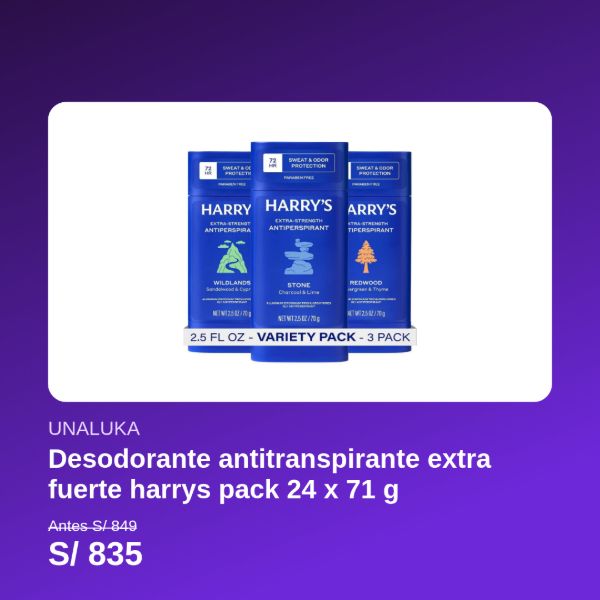 72 HR
SWEAT & ODOR PROTECTION
PARABEN FREE
HARRY'S
EXTRA-STRENGTH
ANTIPERSPIRANT
WILDLANDS
STONE
Charcoal & Lime
REDWOOD
NET WT 2.5 OZ / 70 g
2.5 FL OZ - VARIETY PACK - 3 PACK
UNALUKA
Desodorante antitranspirante extra
fuerte harrys pack 24 x 71 g
Antes S/ 849
S/ 835